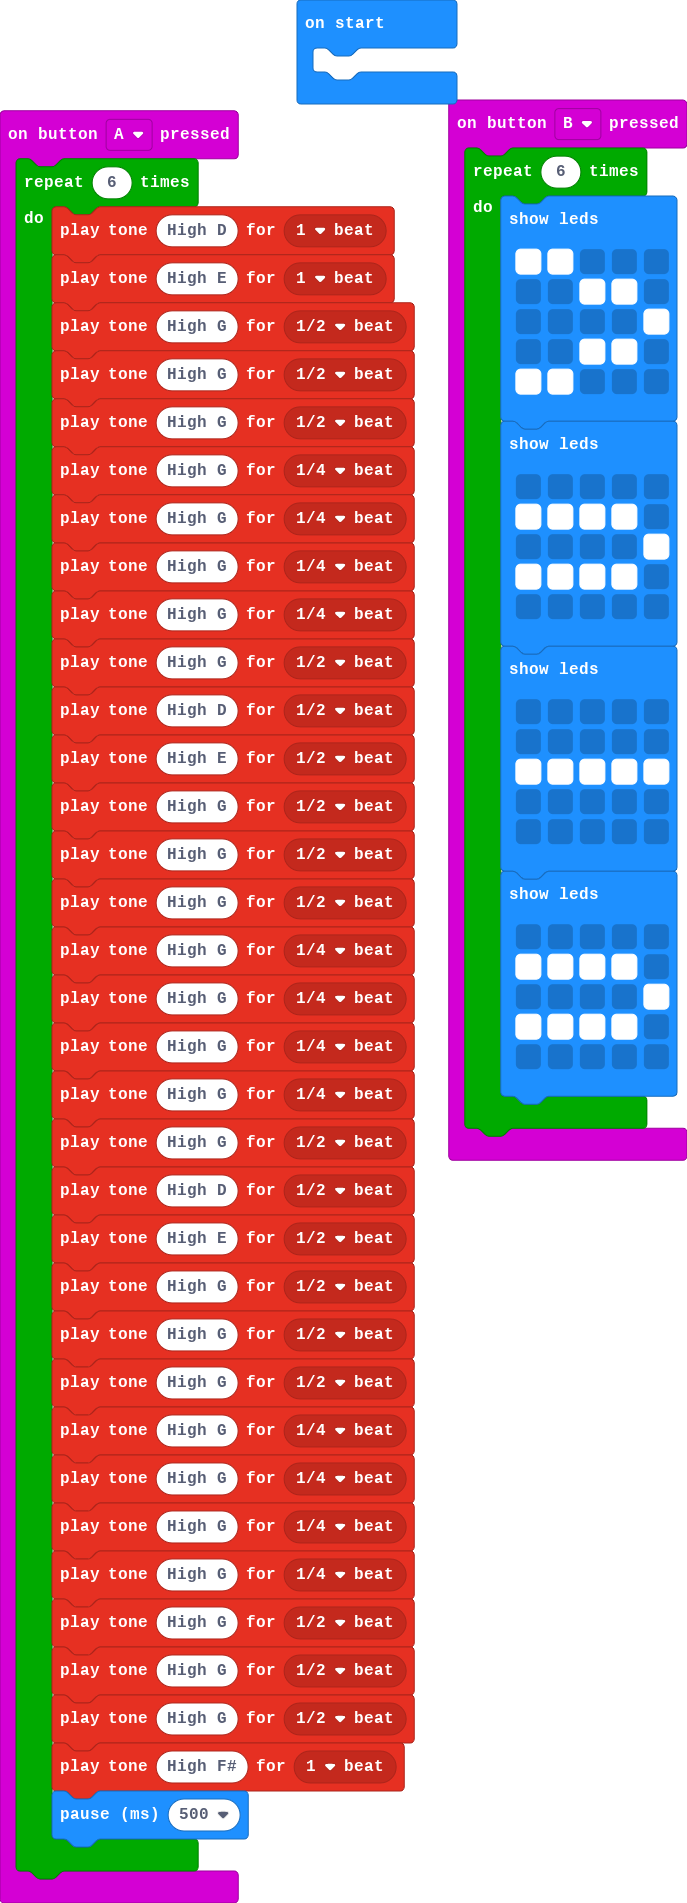 on start
on button A pressed
repeat 6 times
do
play tone High D for 1 beat
play tone High E for 1 beat
play tone High G for 1/2 beat
play tone High G for 1/2 beat
play tone High G for 1/2 beat
play tone High G for 1/4 beat
play tone High G for 1/4 beat
play tone High G for 1/4 beat
play tone High G for 1/4 beat
play tone High G for 1/2 beat
play tone High D for 1/2 beat
play tone High E for 1/2 beat
play tone High G for 1/2 beat
play tone High G for 1/2 beat
play tone High G for 1/2 beat
play tone High G for 1/4 beat
play tone High G for 1/4 beat
play tone High G for 1/4 beat
play tone High G for 1/4 beat
play tone High G for 1/2 beat
play tone High D for 1/2 beat
play tone High E for 1/2 beat
play tone High G for 1/2 beat
play tone High G for 1/2 beat
play tone High G for 1/2 beat
play tone High G for 1/4 beat
play tone High G for 1/4 beat
play tone High G for 1/4 beat
play tone High G for 1/4 beat
play tone High G for 1/2 beat
play tone High G for 1/2 beat
play tone High G for 1/2 beat
play tone High F# for 1 beat
pause (ms) 500
on button B pressed
repeat 6 times
do
show leds
show leds
show leds
show leds